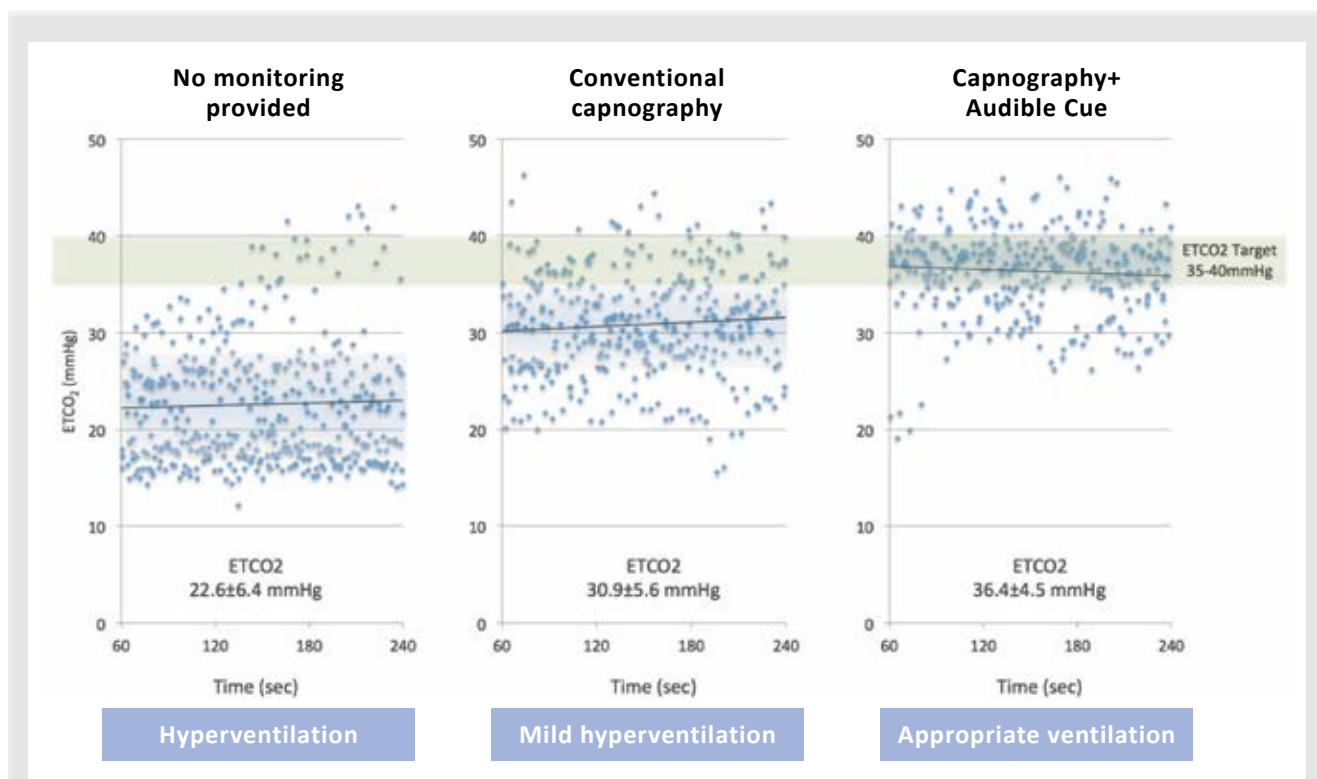 No monitoring
provided
Conventional
capnography
Capnography+
Audible Cue
50
40
30
20
10
0
ETCO₂ (mmHg)
ETCO2
22.6±6.4 mmHg
60
120
180
240
Time (sec)
Hyperventilation
50
40
30
20
10
0
ETCO2
30.9±5.6 mmHg
60
120
180
240
Time (sec)
Mild hyperventilation
50
40
30
20
10
0
ETCO2 Target
35-40mmHg
ETCO2
36.4±4.5 mmHg
60
120
180
240
Time (sec)
Appropriate ventilation